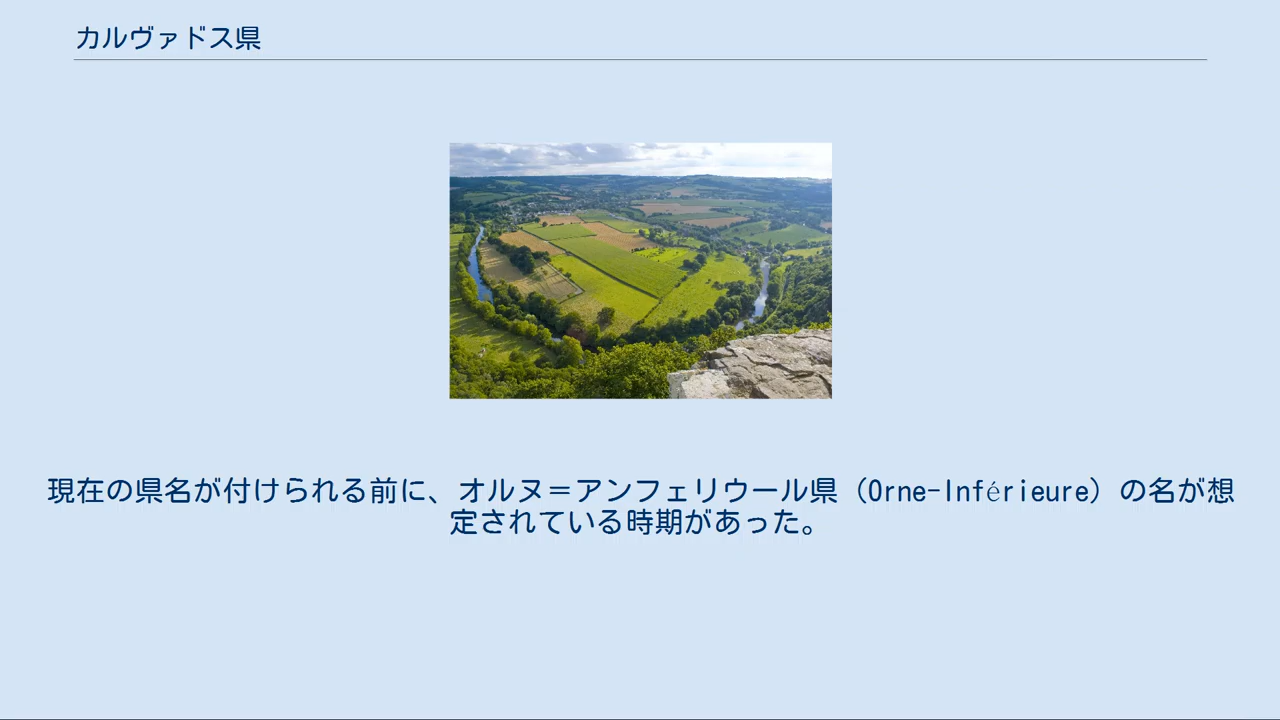 カルヴァドス県
現在の県名が付けられる前に、オルヌ＝アンフェリウール県（Orne-Inférieure）の名が想
定されている時期があった。